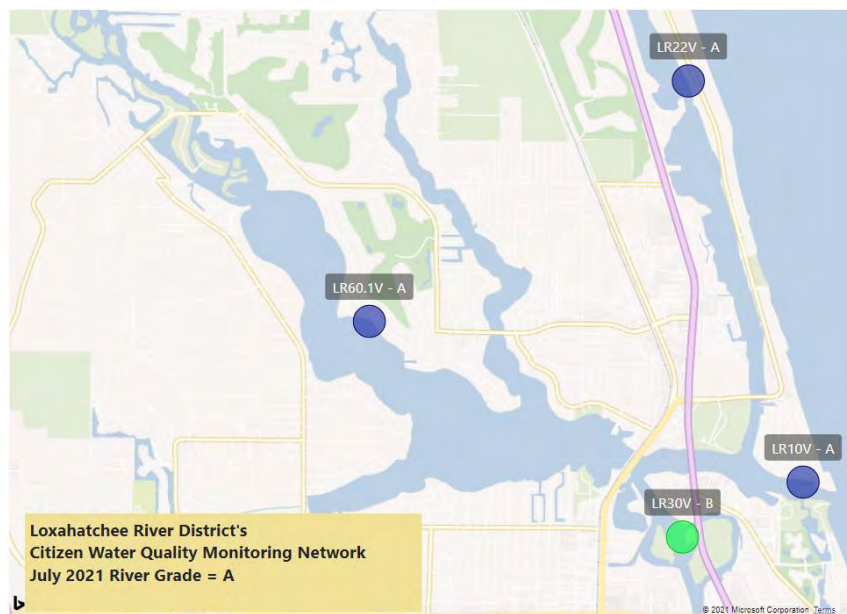 LR22V - A
LR60.1V - A
LR10V - A
LR30V - B
Loxahatchee River District's
Citizen Water Quality Monitoring Network
July 2021 River Grade = A
© 2021 Microsoft Corporation Terms